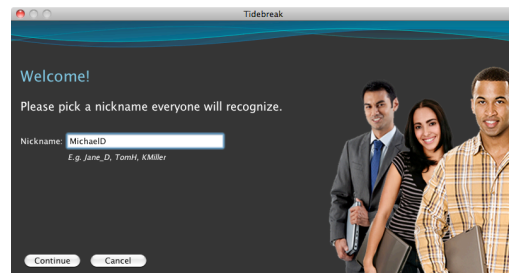 Tidebreak
Welcome!
Please pick a nickname everyone will recognize.
Nickname: MichaelD
E.g. Jane_D, TomH, KMiller
Continue Cancel